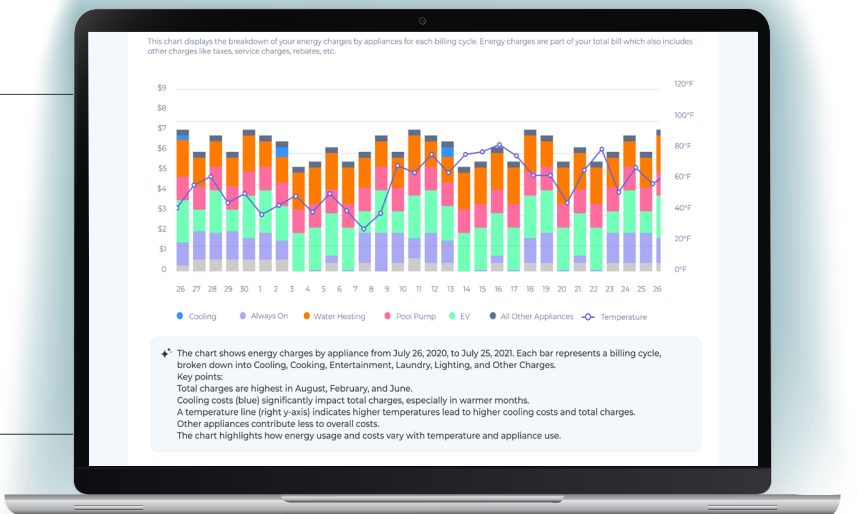 This chart displays the breakdown of your energy charges by appliances for each billing cycle. Energy charges are part of your total bill which also includes
other charges like taxes, service charges, rebates, etc.
$9
$8
$7
$6
$5
$4
$3
$2
$1
0
120°F
100°F
80°F
60°F
40°F
20°F
0°F
26 27 28 29 30 1 2 3 4 5 6 7 8 9 10 11 12 13 14 15 16 17 18 19 20 21 22 23 24 25 26
Cooling Always On Water Heating Pool Pump EV All Other Appliances Temperature
The chart shows energy charges by appliance from July 26, 2020, to July 25, 2021. Each bar represents a billing cycle,
broken down into Cooling, Cooking, Entertainment, Laundry, Lighting, and Other Charges.
Key points:
Total charges are highest in August, February, and June.
Cooling costs (blue) significantly impact total charges, especially in warmer months.
A temperature line (right y-axis) indicates higher temperatures lead to higher cooling costs and total charges.
Other appliances contribute less to overall costs.
The chart highlights how energy usage and costs vary with temperature and appliance use.